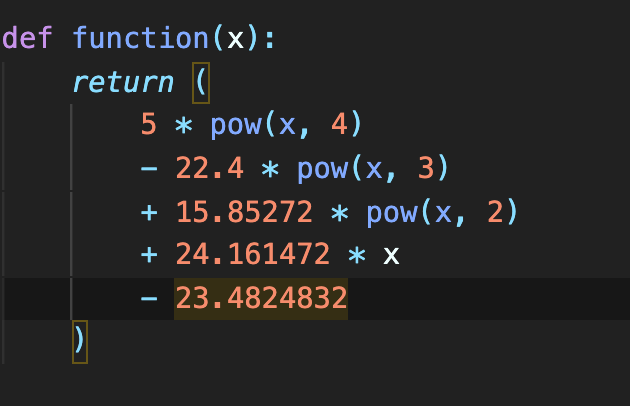 def function(x):
    return (
        5 * pow(x, 4)
        - 22.4 * pow(x, 3)
        + 15.85272 * pow(x, 2)
        + 24.161472 * x
        - 23.4824832
    )